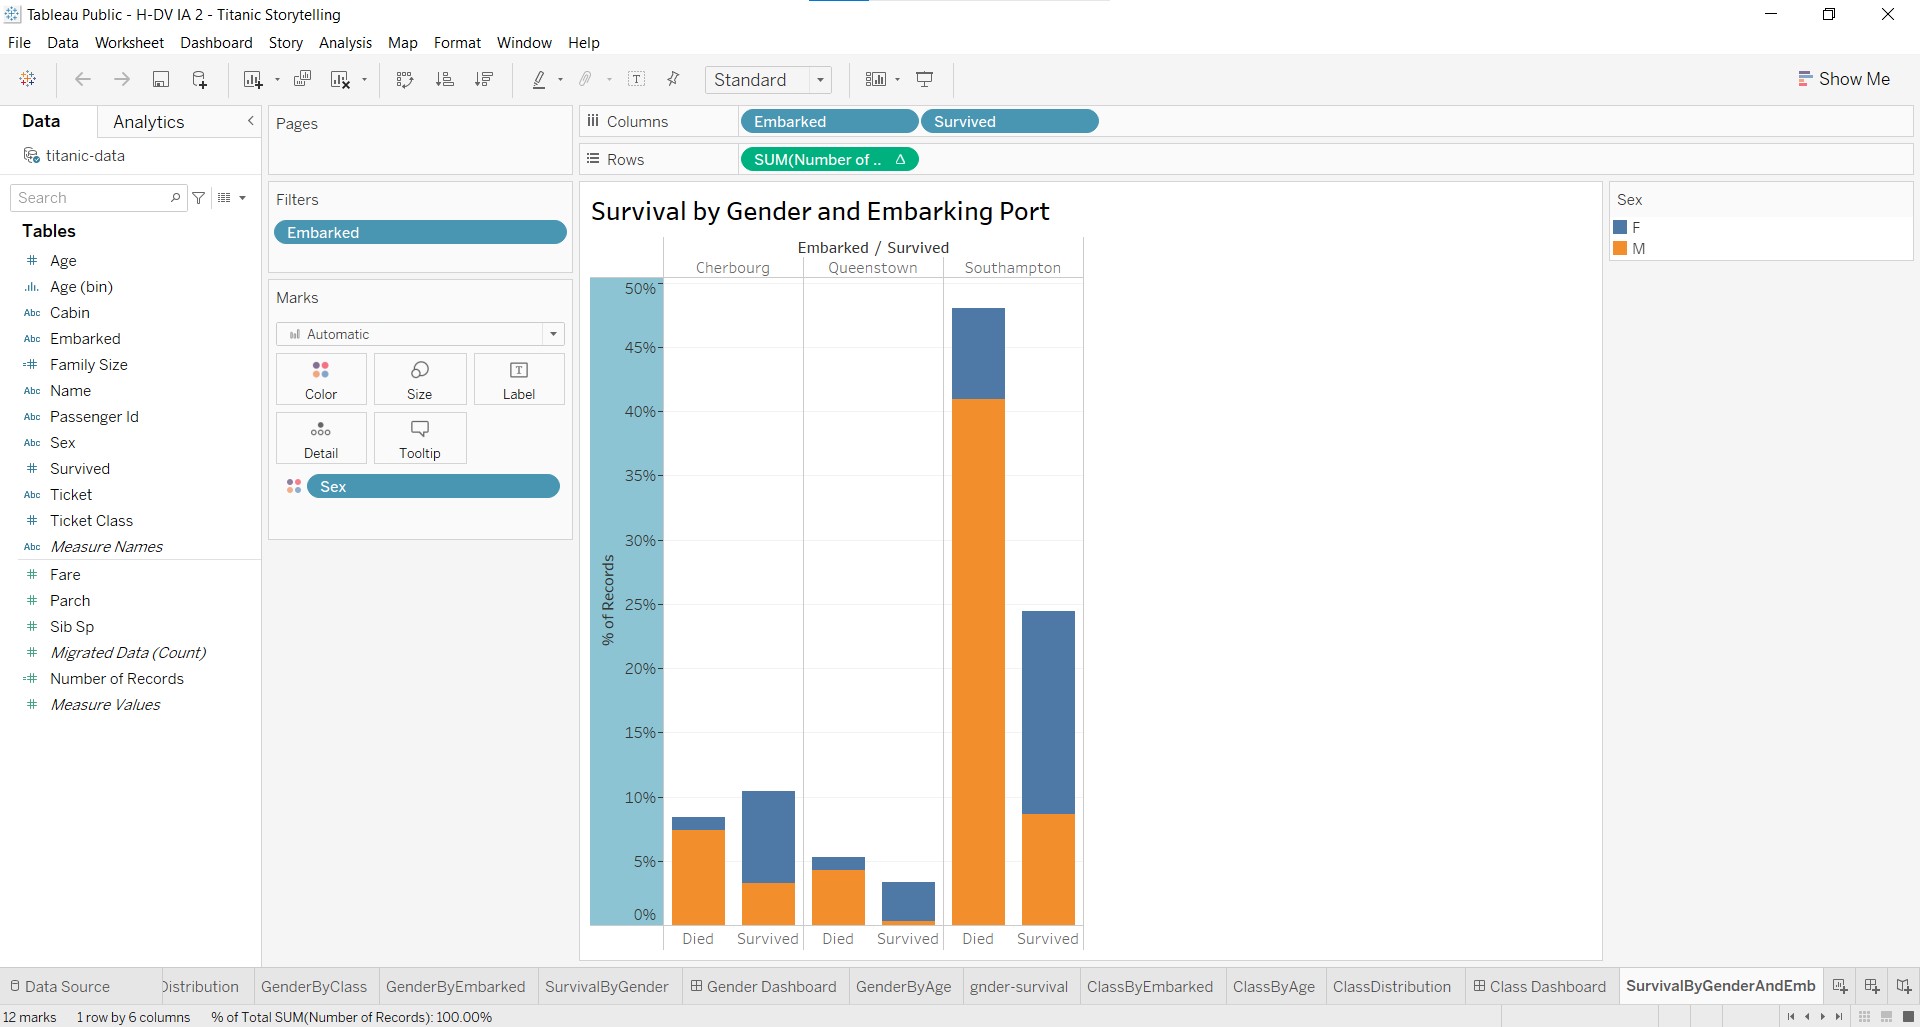 Tableau Public - H-DV IA 2 - Titanic Storytelling
File Data Worksheet Dashboard Story Analysis Map Format Window Help
Standard
Show Me
Data Analytics
titanic-data
Search
Tables
Age
Age (bin)
Abc Cabin
Abc Embarked
Family Size
Abc Name
Abc Passenger Id
Abc Sex
Survived
Abc Ticket
Ticket Class
Abc Measure Names
Fare
Parch
Sib Sp
Migrated Data (Count)
Number of Records
Measure Values
Pages
Filters
Embarked
Marks
Automatic
Color Size Label
Detail Tooltip
Sex
Columns Embarked Survived
Rows SUM(Number of .. Δ
Survival by Gender and Embarking Port
Embarked / Survived
Cherbourg Queenstown Southampton
% of Records
50%
45%
40%
35%
30%
25%
20%
15%
10%
5%
0%
Died Survived Died Survived Died Survived
Sex
F
M
Data Source Distribution GenderByClass GenderByEmbarked SurvivalByGender Gender Dashboard GenderByAge gnder-survival ClassByEmbarked ClassByAge ClassDistribution Class Dashboard SurvivalByGenderAndEmb
12 marks 1 row by 6 columns % of Total SUM(Number of Records): 100.00%